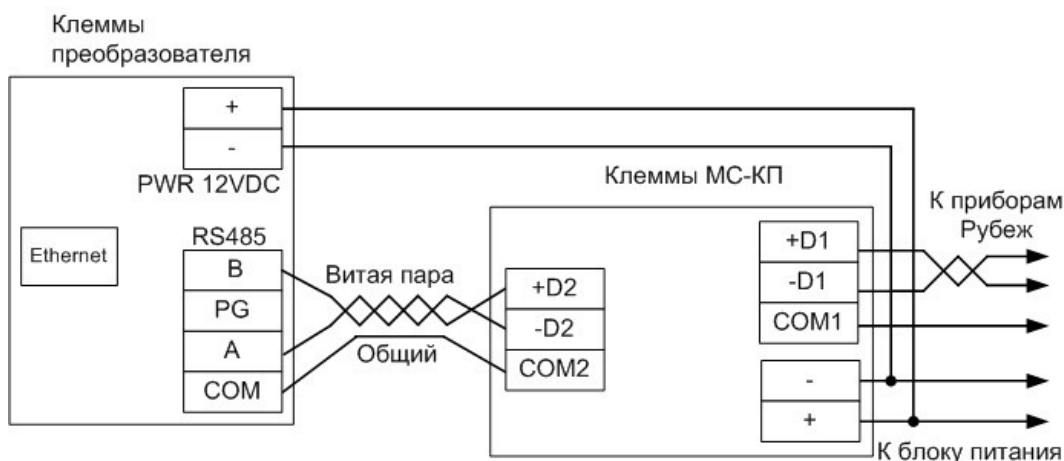 Клеммы
преобразователя
+
-
PWR 12VDC
Ethernet
RS485
B
PG
A
COM
Витая пара
Общий
Клеммы МС-КП
+D2
-D2
COM2
+D1
-D1
COM1
-
+
К приборам
Рубеж
К блоку питания